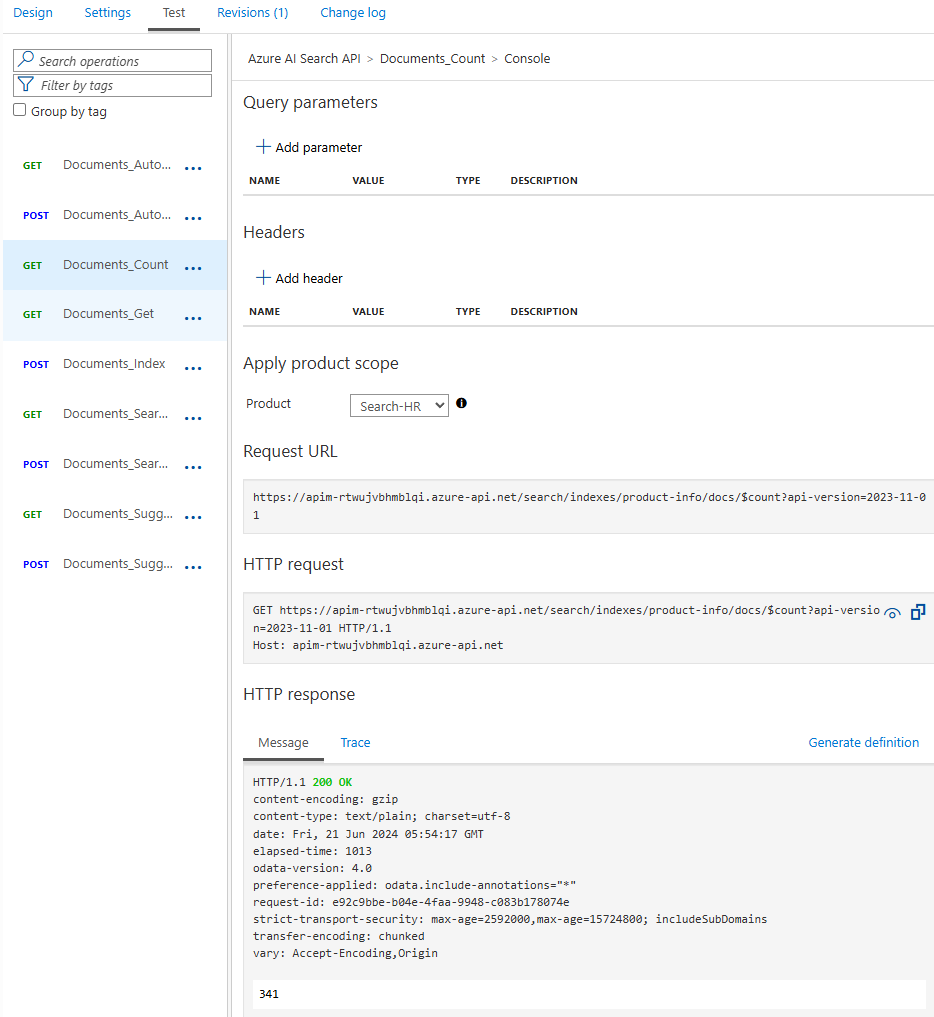 Design Settings Test Revisions (1) Change log
Search operations
Filter by tags
Group by tag
GET Documents_Auto... ...
POST Documents_Auto... ...
GET Documents_Count ...
GET Documents_Get ...
POST Documents_Index ...
GET Documents_Sear... ...
POST Documents_Sear... ...
GET Documents_Sugg... ...
POST Documents_Sugg... ...
Azure AI Search API > Documents_Count > Console
Query parameters
Add parameter
NAME VALUE TYPE DESCRIPTION
Headers
Add header
NAME VALUE TYPE DESCRIPTION
Apply product scope
Product Search-HR
Request URL
https://apim-rtwujvbhmblqi.azure-api.net/search/indexes/product-info/docs/$count?api-version=2023-11-0
1
HTTP request
GET https://apim-rtwujvbhmblqi.azure-api.net/search/indexes/product-info/docs/$count?api-versio
n=2023-11-01 HTTP/1.1
Host: apim-rtwujvbhmblqi.azure-api.net
HTTP response
Message Trace Generate definition
HTTP/1.1 200 OK
content-encoding: gzip
content-type: text/plain; charset=utf-8
date: Fri, 21 Jun 2024 05:54:17 GMT
elapsed-time: 1013
odata-version: 4.0
preference-applied: odata.include-annotations="*"
request-id: e92c9bbe-b04e-4faa-9948-c083b178074e
strict-transport-security: max-age=2592000,max-age=15724800; includeSubDomains
transfer-encoding: chunked
vary: Accept-Encoding,Origin
341